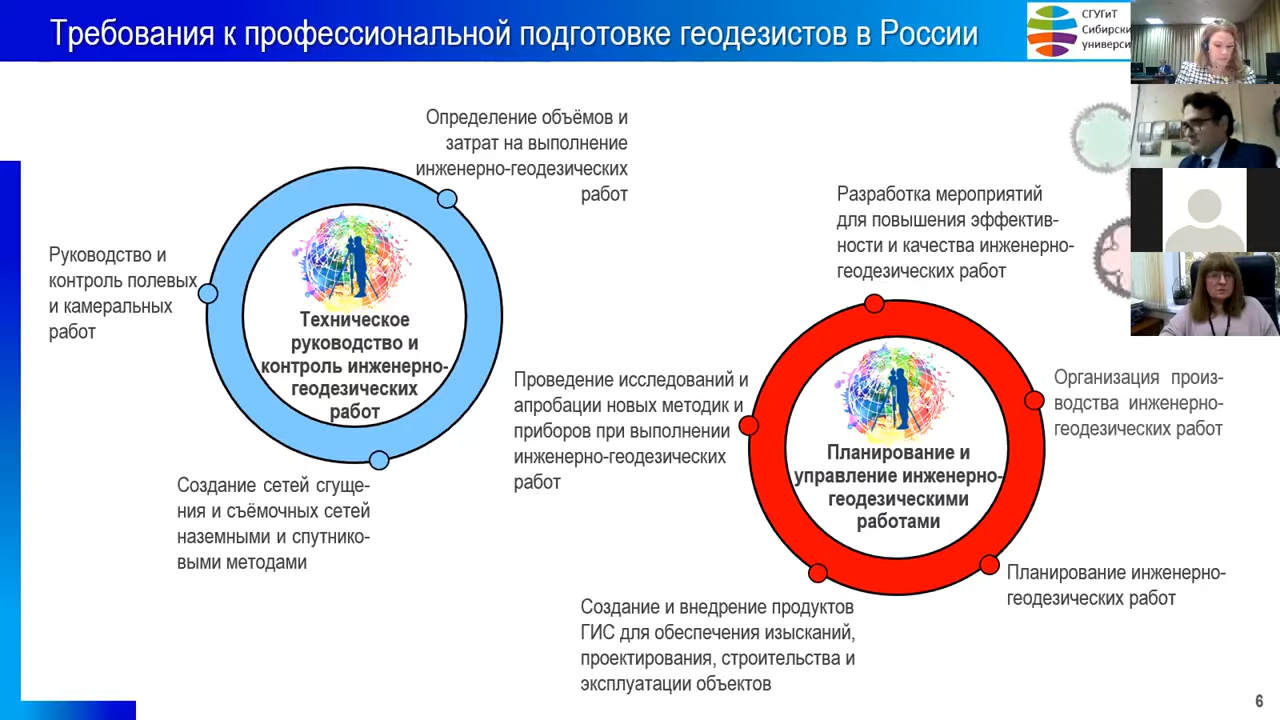 Требования к профессиональной подготовке геодезистов в России
СГУГиТ
Сибирски
универси
Определение объёмов и
затрат на выполнение
инженерно-геодезических
работ
Руководство и
контроль полевых
и камеральных
работ
Техническое
руководство и
контроль инженерно-
геодезических
работ
Создание сетей сгуще-
ния и съёмочных сетей
наземными и спутнико-
выми методами
Разработка мероприятий
для повышения эффектив-
ности и качества инженерно-
геодезических работ
Проведение исследований и
апробации новых методик и
приборов при выполнении
инженерно-геодезических
работ
Планирование и
управление инженерно-
геодезическими
работами
Организация произ-
водства инженерно-
геодезических работ
Планирование инженерно-
геодезических работ
Создание и внедрение продуктов
ГИС для обеспечения изысканий,
проектирования, строительства и
эксплуатации объектов
6